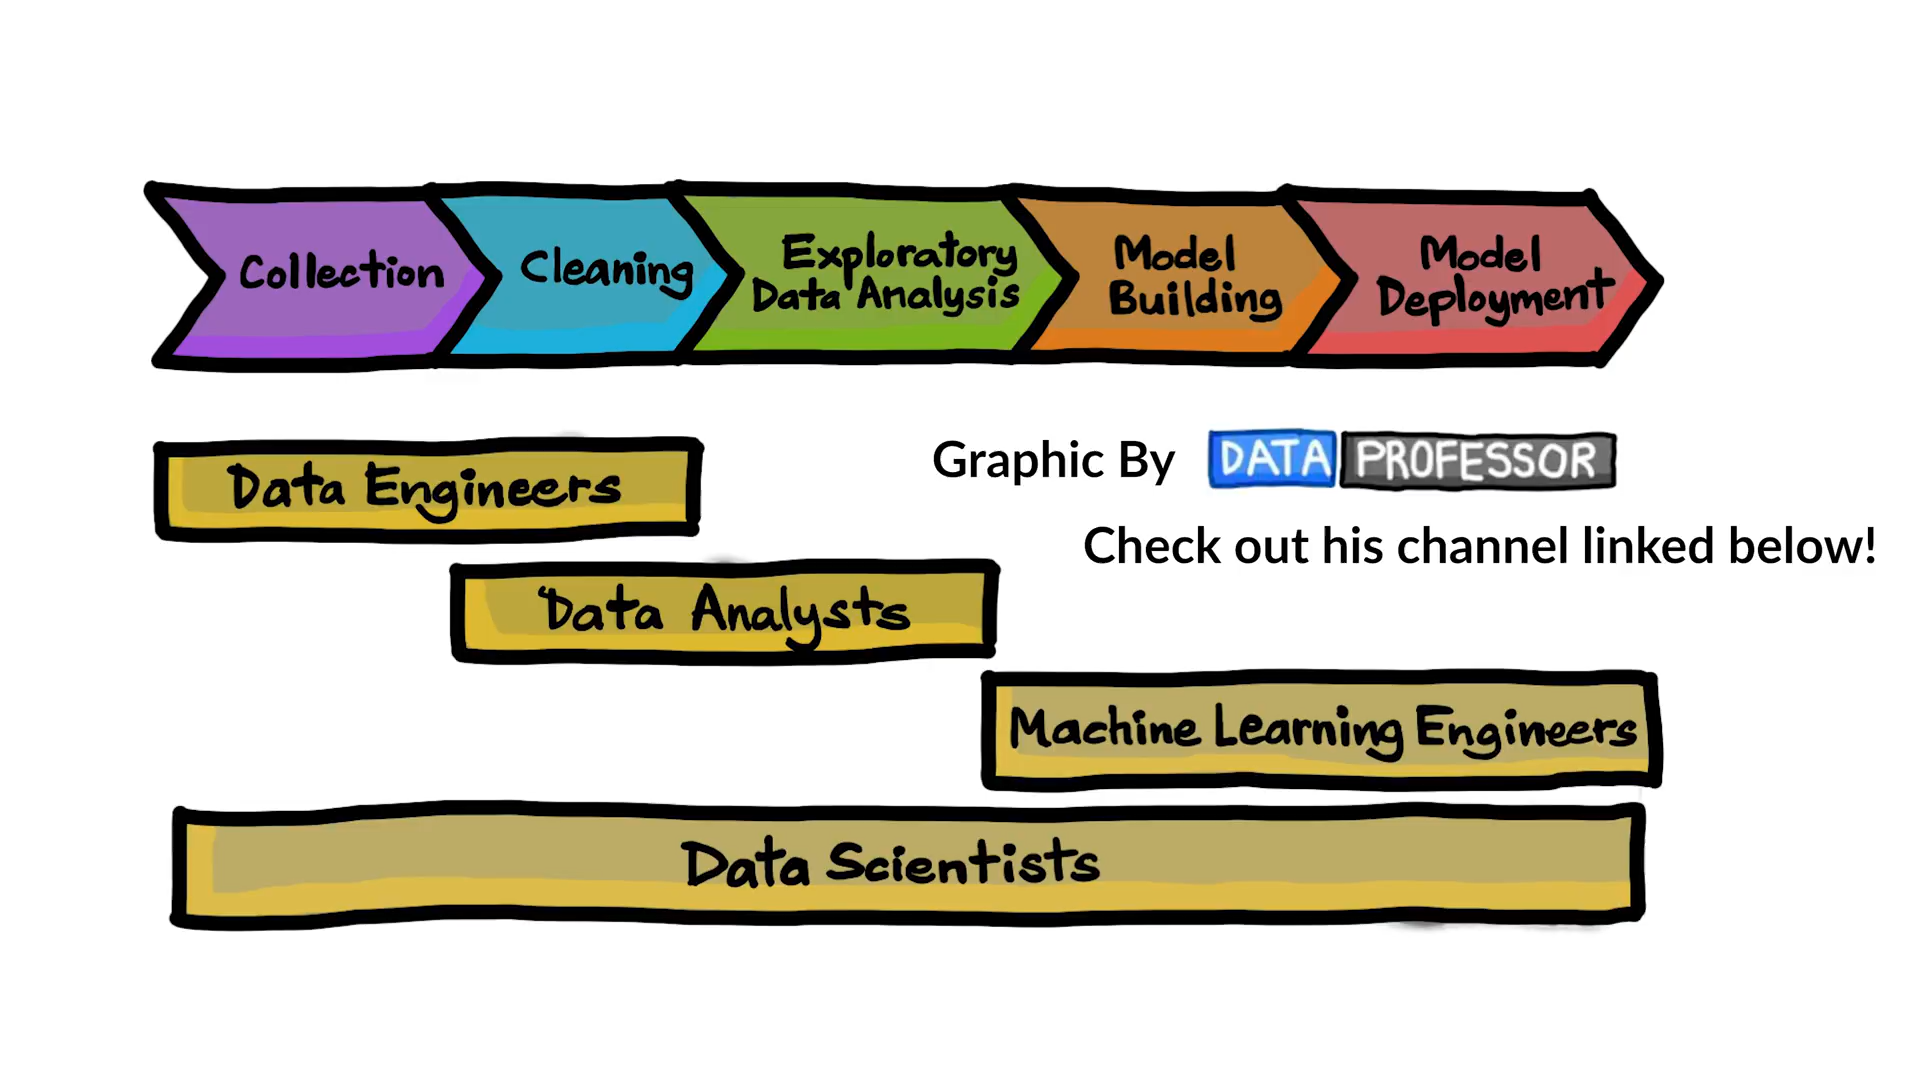 Collection
Cleaning
Exploratory
Data Analysis
Model
Building
Model
Deployment
Data Engineers
Graphic By DATA PROFESSOR
Check out his channel linked below!
Data Analysts
Machine Learning Engineers
Data Scientists